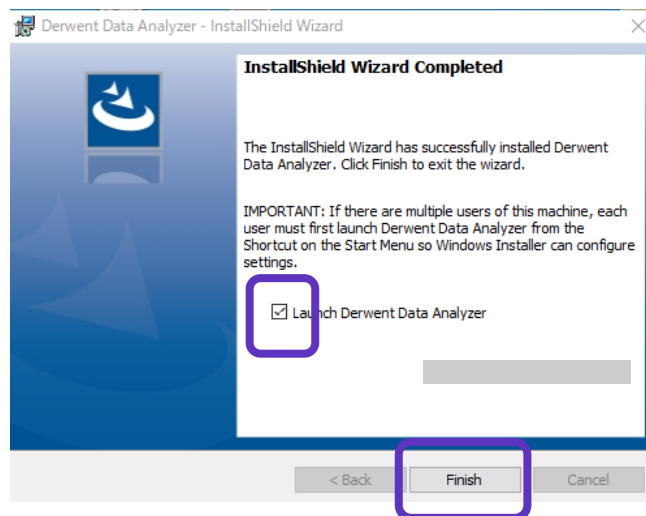 Derwent Data Analyzer - InstallShield Wizard
InstallShield Wizard Completed
The InstallShield Wizard has successfully installed Derwent
Data Analyzer. Click Finish to exit the wizard.
IMPORTANT: If there are multiple users of this machine, each
user must first launch Derwent Data Analyzer from the
Shortcut on the Start Menu so Windows Installer can configure
settings.
Launch Derwent Data Analyzer
< Back Finish Cancel